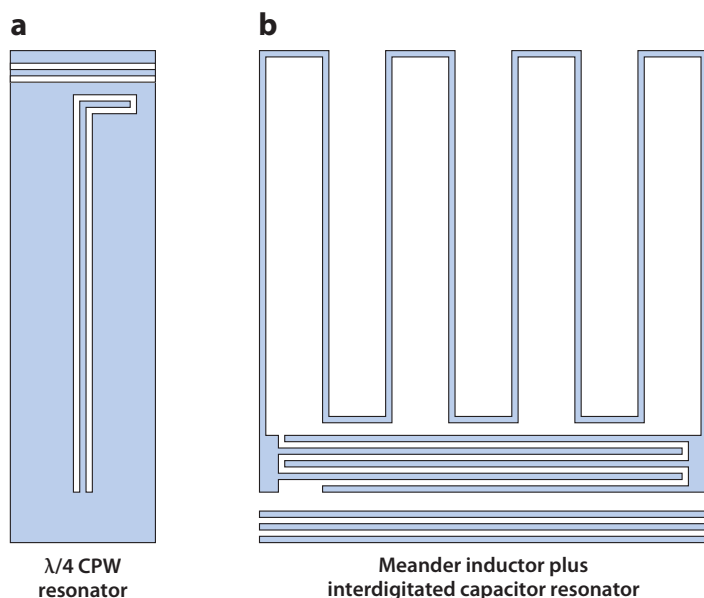 a
b
λ/4 CPW
resonator
Meander inductor plus
interdigitated capacitor resonator